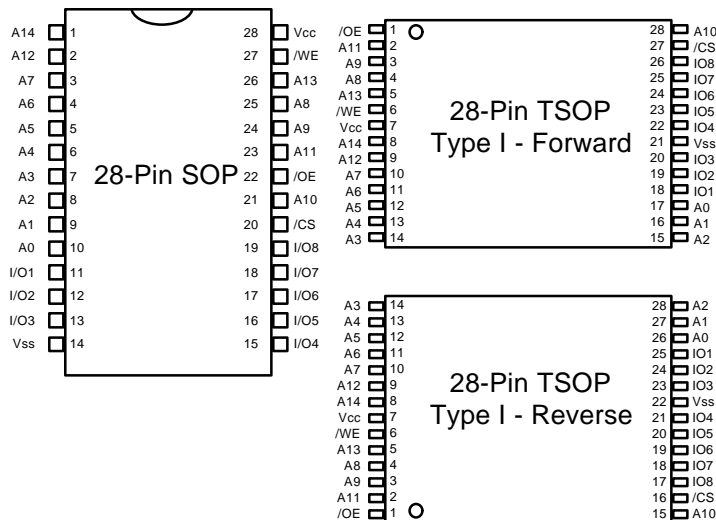 A14 1 28 Vcc
A12 2 27 /WE
A7 3 26 A13
A6 4 25 A8
A5 5 24 A9
A4 6 23 A11
A3 7 28-Pin SOP 22 /OE
A2 8 21 A10
A1 9 20 /CS
A0 10 19 I/O8
I/O1 11 18 I/O7
I/O2 12 17 I/O6
I/O3 13 16 I/O5
Vss 14 15 I/O4
/OE 1 28 A10
A11 2 27 /CS
A9 3 26 IO8
A8 4 25 IO7
A13 5 24 IO6
/WE 6 23 IO5
Vcc 7 22 IO4
A14 8 21 Vss
A12 9 20 IO3
A7 10 19 IO2
A6 11 18 IO1
A5 12 17 A0
A4 13 16 A1
A3 14 15 A2
28-Pin TSOP
Type I - Forward
A3 14 28 A2
A4 13 27 A1
A5 12 26 A0
A6 11 25 IO1
A7 10 24 IO2
A12 9 23 IO3
A14 8 22 Vss
Vcc 7 21 IO4
/WE 6 20 IO5
A13 5 19 IO6
A8 4 18 IO7
A9 3 17 IO8
A11 2 16 /CS
/OE 1 15 A10
28-Pin TSOP
Type I - Reverse